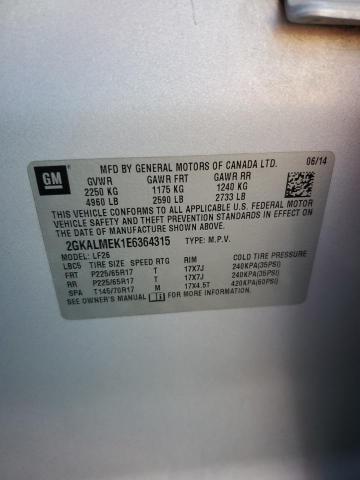 GM
MFD BY GENERAL MOTORS OF CANADA LTD. 06/14
GVWR GAWR FRT GAWR RR
2250 KG 1175 KG 1240 KG
4960 LB 2590 LB 2733 LB
THIS VEHICLE CONFORMS TO ALL APPLICABLE U.S. FEDERAL MOTOR
VEHICLE SAFETY AND THEFT PREVENTION STANDARDS IN EFFECT ON
THE DATE OF MANUFACTURE SHOWN ABOVE.
2GKALMEK1E6364315 TYPE: M.P.V.
MODEL: LF26
LBC5 TIRE SIZE SPEED RTG RIM COLD TIRE PRESSURE
FRT P225/65R17 T 17X7J 240KPA(35PSI)
RR P225/65R17 T 17X7J 240KPA(35PSI)
SPA T145/70R17 M 17X4.5T 420KPA(60PSI)
SEE OWNER'S MANUAL FOR MORE INFORMATION.